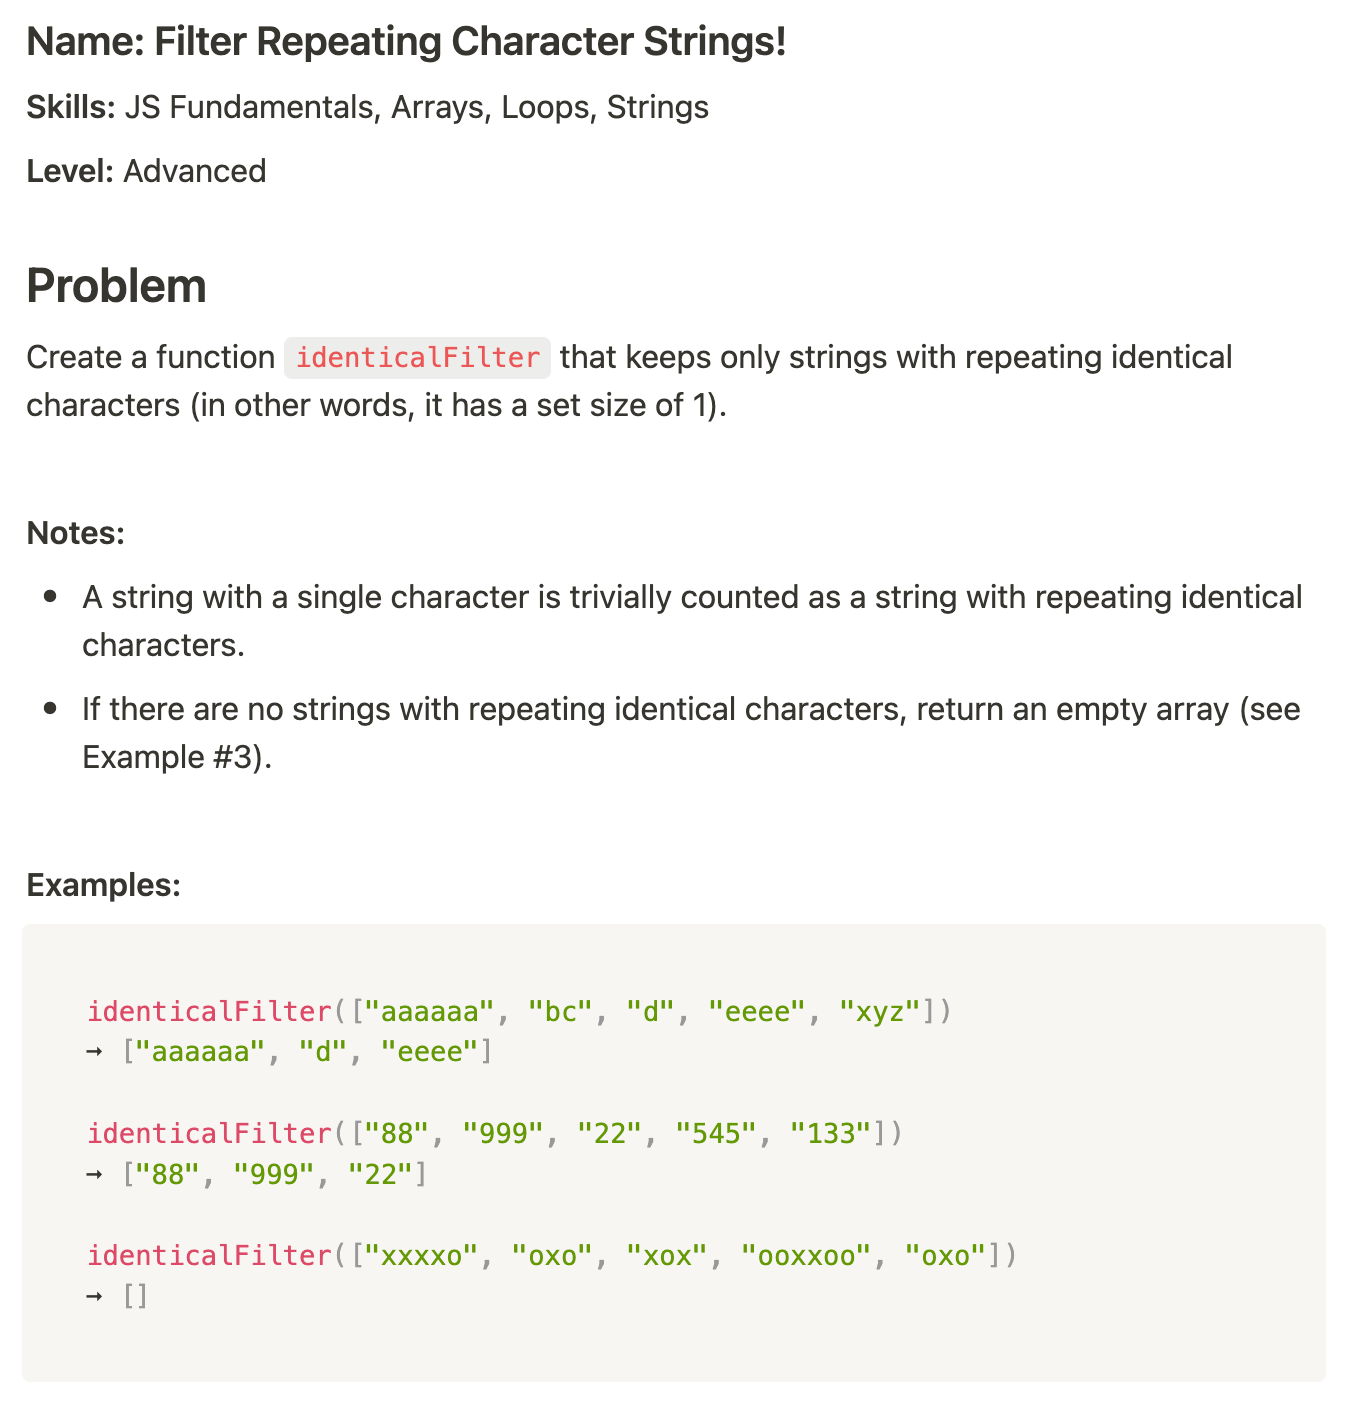 Name: Filter Repeating Character Strings!
Skills: JS Fundamentals, Arrays, Loops, Strings
Level: Advanced
Problem
Create a function identicalFilter that keeps only strings with repeating identical
characters (in other words, it has a set size of 1).
Notes:
• A string with a single character is trivially counted as a string with repeating identical
characters.
• If there are no strings with repeating identical characters, return an empty array (see
Example #3).
Examples:
identicalFilter(["aaaaaa", "bc", "d", "eeee", "xyz"])
➞ ["aaaaaa", "d", "eeee"]
identicalFilter(["88", "999", "22", "545", "133"])
➞ ["88", "999", "22"]
identicalFilter(["xxxxo", "oxo", "xox", "ooxxoo", "oxo"])
➞ []